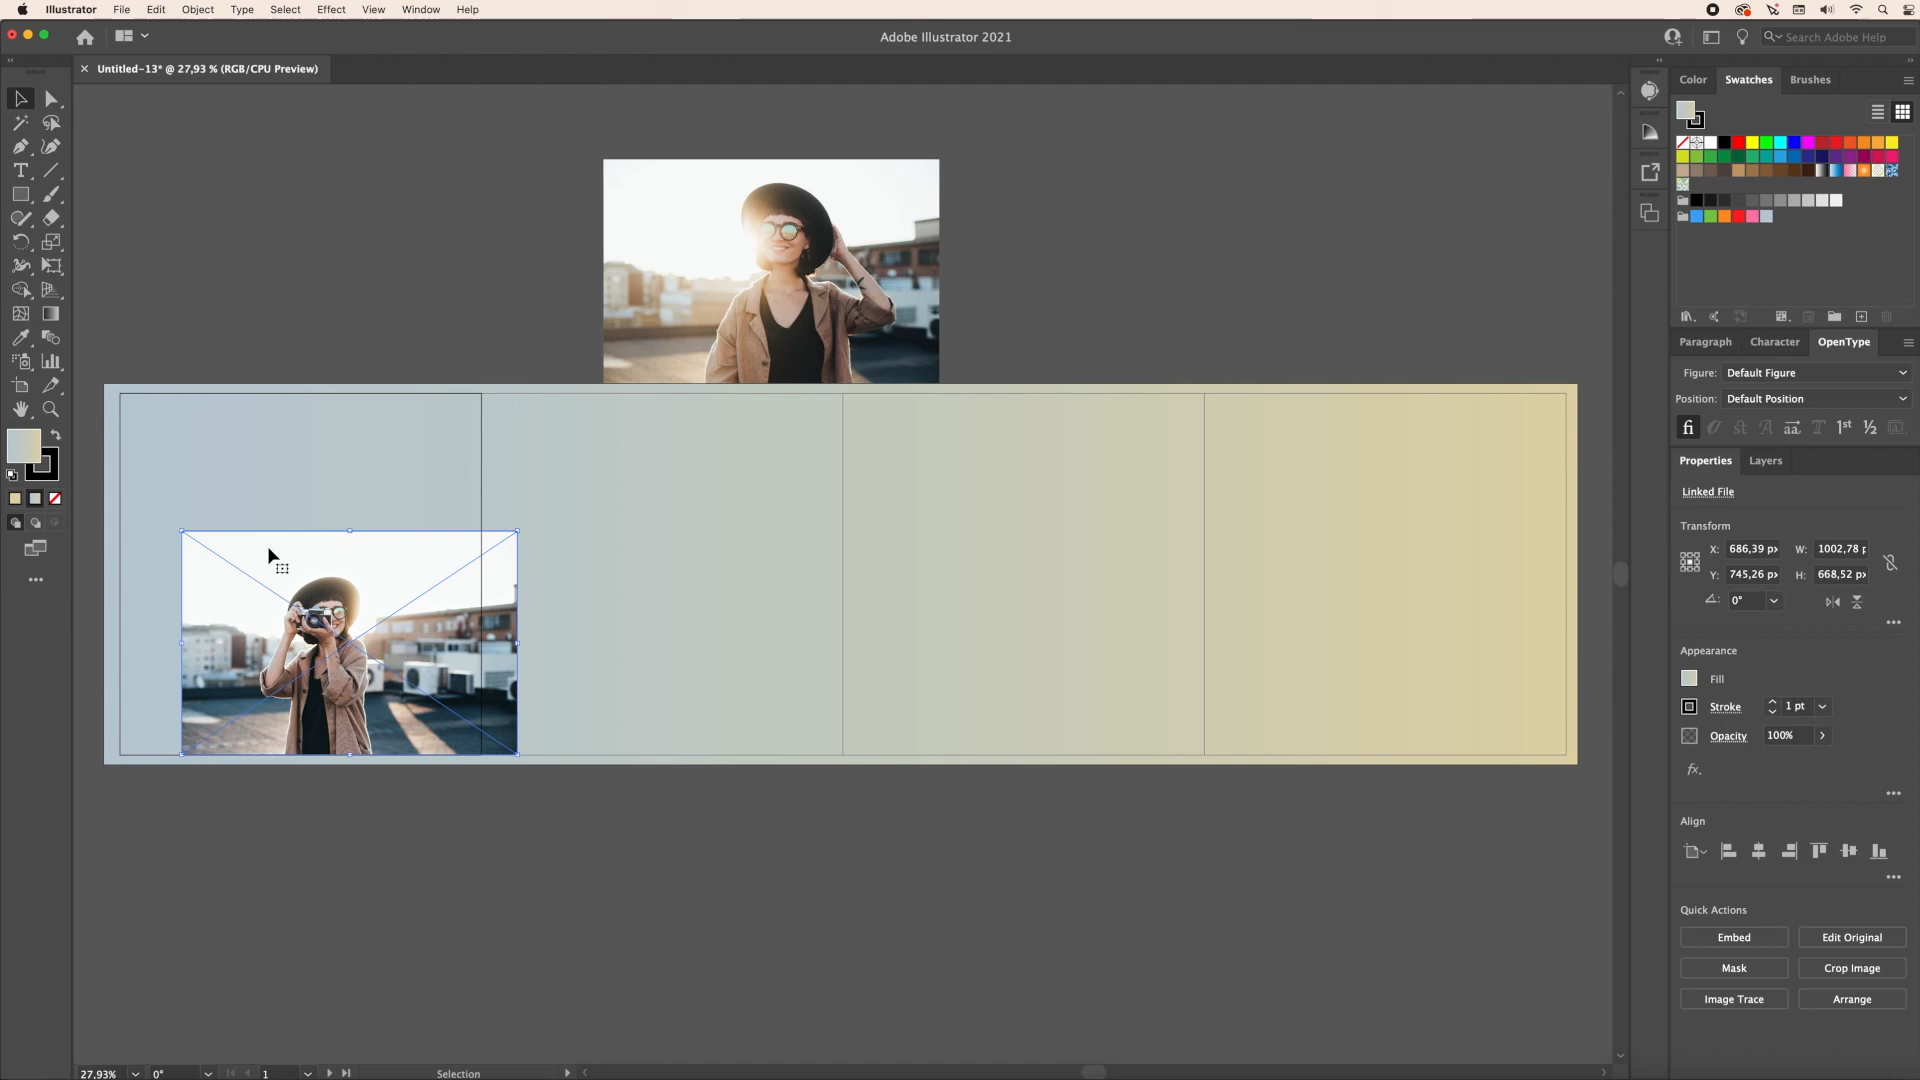 Illustrator File Edit Object Type Select Effect View Window Help
Adobe Illustrator 2021
Search Adobe Help
Untitled-13* @ 27,93 % (RGB/CPU Preview)
Color Swatches Brushes
Paragraph Character OpenType
Figure: Default Figure
Position: Default Position
Properties Layers
Linked File
Transform
X: 686,39 px W: 1002,78 p
Y: 745,26 px H: 668,52 px
0°
Appearance
Fill
Stroke 1 pt
Opacity 100%
fx.
Align
Quick Actions
Embed Edit Original
Mask Crop Image
Image Trace Arrange
27,93% 0° 1 Selection